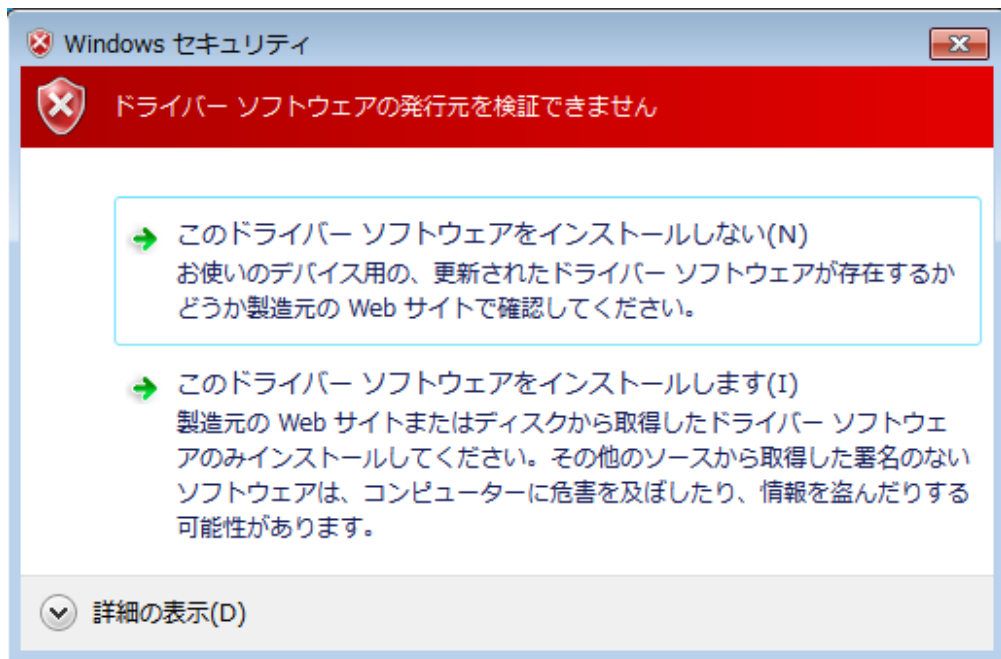 Windows セキュリティ
ドライバー ソフトウェアの発行元を検証できません
このドライバー ソフトウェアをインストールしない(N)
お使いのデバイス用の、更新されたドライバー ソフトウェアが存在するか
どうか製造元の Web サイトで確認してください。
このドライバー ソフトウェアをインストールします(I)
製造元の Web サイトまたはディスクから取得したドライバー ソフトウェ
アのみインストールしてください。その他のソースから取得した署名のない
ソフトウェアは、コンピューターに危害を及ぼしたり、情報を盗んだりする
可能性があります。
詳細の表示(D)